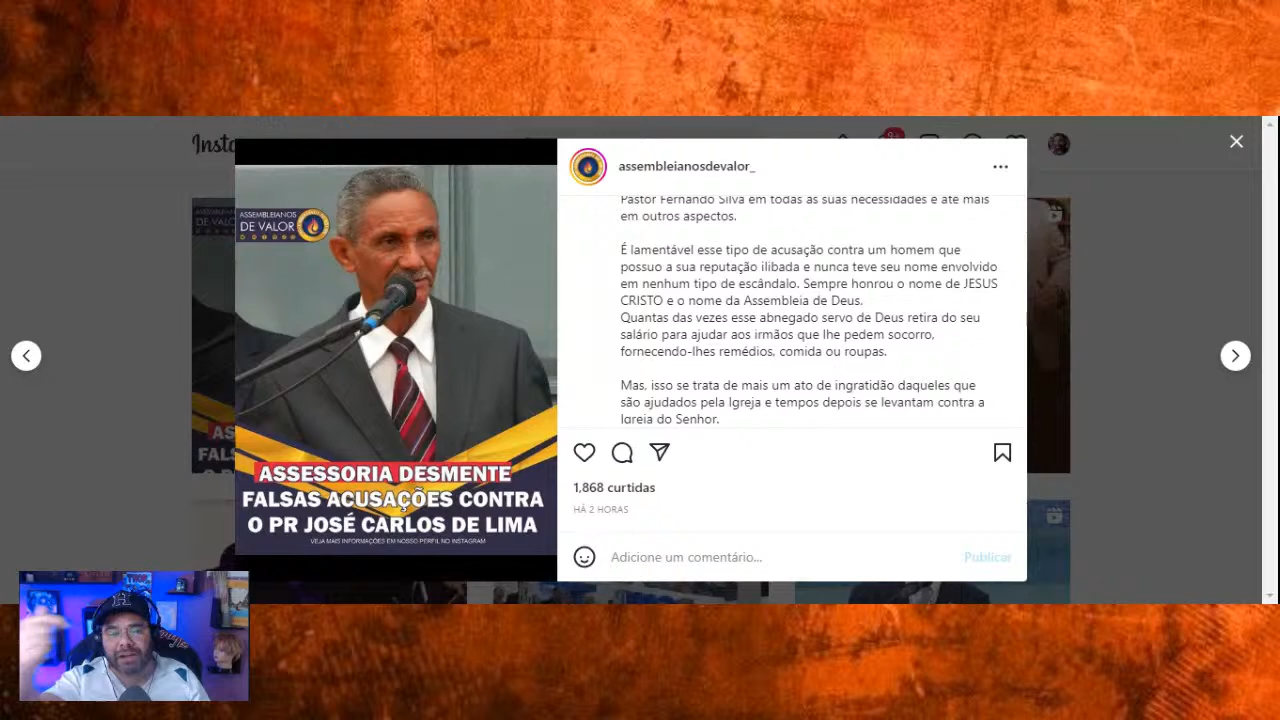 Insta
9+
assembleianosdevalor_
ASSEMBLEIANOS
DE VALOR
ASSESSORIA DESMENTE
FALSAS ACUSAÇÕES CONTRA
O PR JOSÉ CARLOS DE LIMA
VEJA MAIS INFORMAÇÕES EM NOSSO PERFIL NO INSTAGRAM
Pastor Fernando Silva em todas as suas necessidades e até mais
em outros aspectos.
É lamentável esse tipo de acusação contra um homem que
possuo a sua reputação ilibada e nunca teve seu nome envolvido
em nenhum tipo de escândalo. Sempre honrou o nome de JESUS
CRISTO e o nome da Assembleia de Deus.
Quantas das vezes esse abnegado servo de Deus retira do seu
salário para ajudar aos irmãos que lhe pedem socorro,
fornecendo-lhes remédios, comida ou roupas.
Mas, isso se trata de mais um ato de ingratidão daqueles que
são ajudados pela Igreja e tempos depois se levantam contra a
Igreja do Senhor.
1,868 curtidas
HÁ 2 HORAS
Adicione um comentário...
Publicar